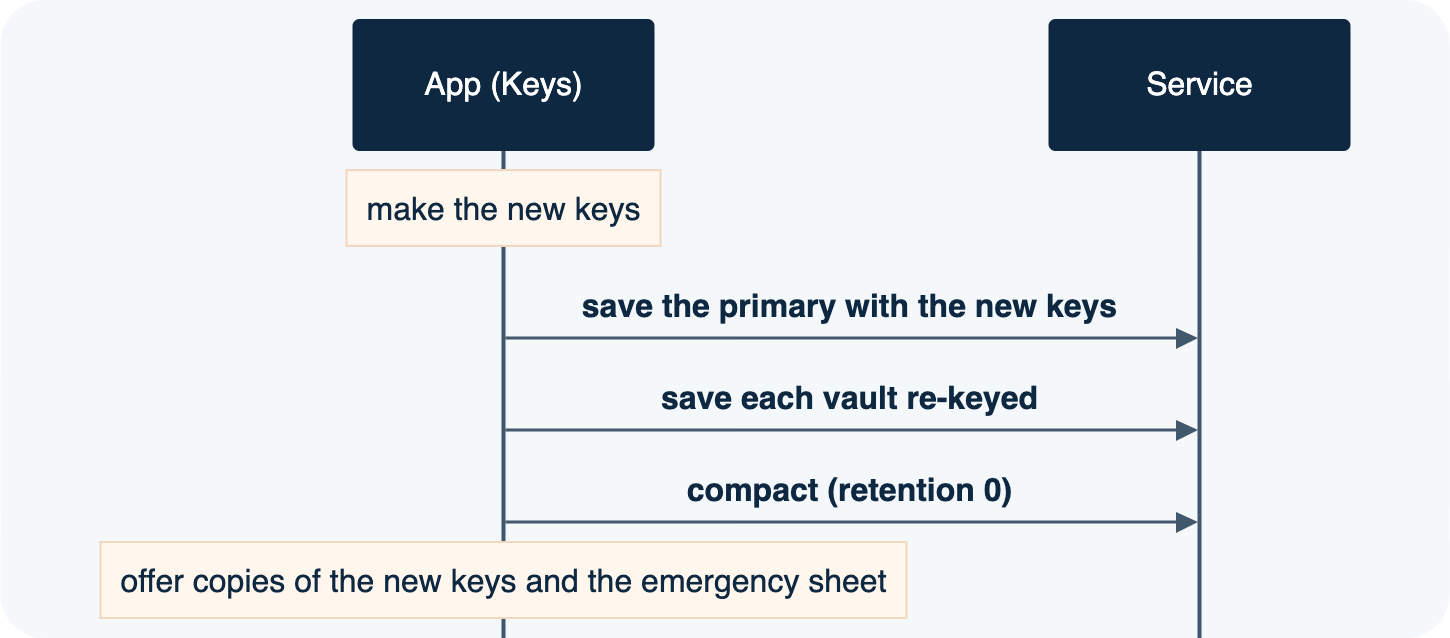 App (Keys)
Service
make the new keys
save the primary with the new keys
save each vault re-keyed
compact (retention 0)
offer copies of the new keys and the emergency sheet